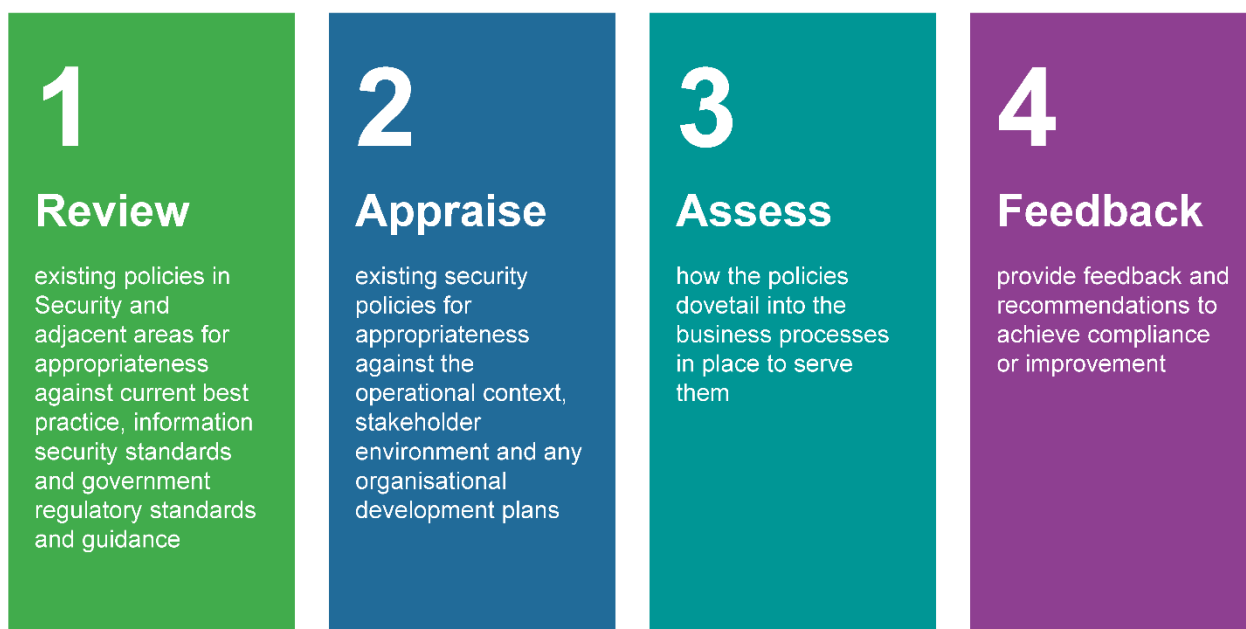 1
Review
existing policies in
Security and
adjacent areas for
appropriateness
against current best
practice, information
security standards
and government
regulatory standards
and guidance
2
Appraise
existing security
policies for
appropriateness
against the
operational context,
stakeholder
environment and any
organisational
development plans
3
Assess
how the policies
dovetail into the
business processes
in place to serve
them
4
Feedback
provide feedback and
recommendations to
achieve compliance
or improvement